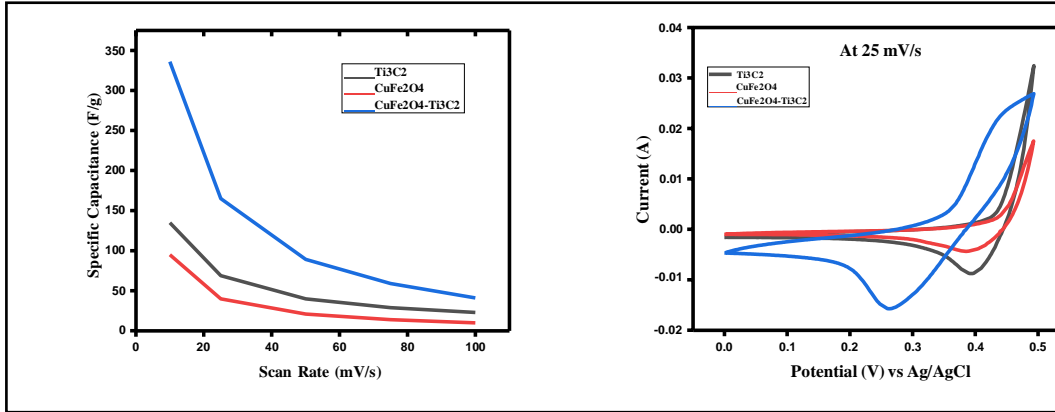 350
300
250
200
150
100
50
0
Specific Capacitance (F/g)
Ti3C2
CuFe2O4
CuFe2O4-Ti3C2
0
20
40
60
80
100
Scan Rate (mV/s)
0.04
0.03
0.02
0.01
0.00
-0.01
-0.02
Current (A)
At 25 mV/s
Ti3C2
CuFe2O4
CuFe2O4-Ti3C2
0.0
0.1
0.2
0.3
0.4
0.5
Potential (V) vs Ag/AgCl